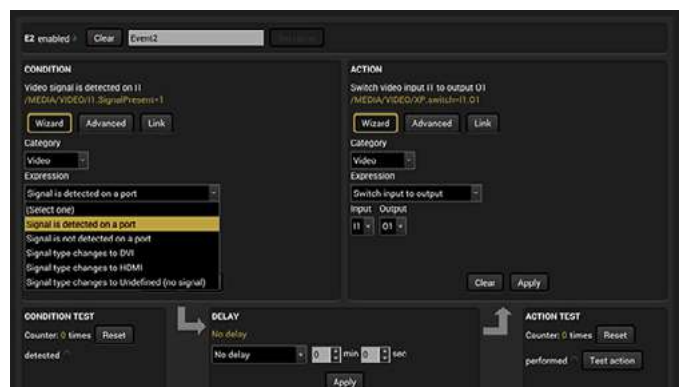 E2 enabled Clear Event2
CONDITION
Video signal is detected on I1
/MEDIA/VIDEO/I1.SignalPresent=1
Wizard Advanced Link
Category
Video
Expression
Signal is detected on a port
(Select one)
Signal is detected on a port
Signal is not detected on a port
Signal type changes to DVI
Signal type changes to HDMI
Signal type changes to Undefined (no signal)
ACTION
Switch video input I1 to output O1
/MEDIA/VIDEO/XP.switch=I1.O1
Wizard Advanced Link
Category
Video
Expression
Switch input to output
Input Output
I1 O1
Clear Apply
CONDITION TEST
Counter: 0 times Reset
detected
DELAY
No delay
No delay 0 min 0 sec
Apply
ACTION TEST
Counter: 0 times Reset
performed Test action